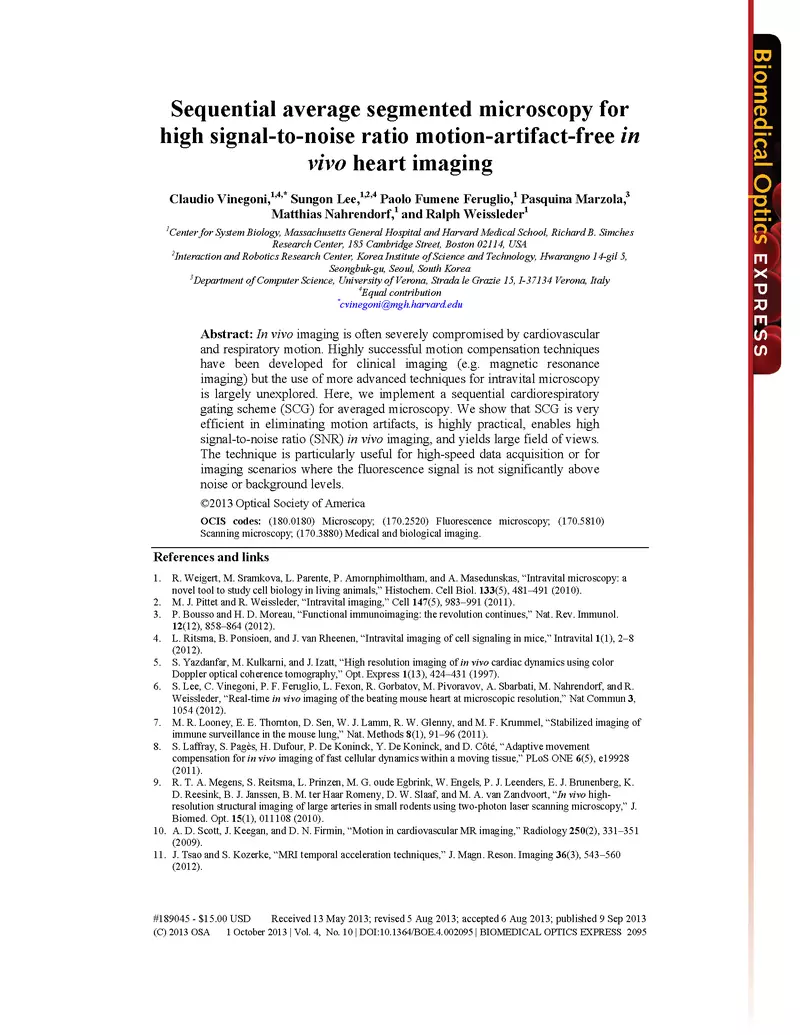 Biomedical Optics EXPRESS
Sequential average segmented microscopy for
high signal-to-noise ratio motion-artifact-free in
vivo heart imaging
Claudio Vinegoni,1,4,* Sungon Lee,1,2,4 Paolo Fumene Feruglio,1 Pasquina Marzola,3
Matthias Nahrendorf,1 and Ralph Weissleder1
1Center for System Biology, Massachusetts General Hospital and Harvard Medical School, Richard B. Simches
Research Center, 185 Cambridge Street, Boston 02114, USA
2Interaction and Robotics Research Center, Korea Institute of Science and Technology, Hwarangno 14-gil 5,
Seongbuk-gu, Seoul, South Korea
3Department of Computer Science, University of Verona, Strada le Grazie 15, I-37134 Verona, Italy
4Equal contribution
*cvinegoni@mgh.harvard.edu
Abstract: In vivo imaging is often severely compromised by cardiovascular
and respiratory motion. Highly successful motion compensation techniques
have been developed for clinical imaging (e.g. magnetic resonance
imaging) but the use of more advanced techniques for intravital microscopy
is largely unexplored. Here, we implement a sequential cardiorespiratory
gating scheme (SCG) for averaged microscopy. We show that SCG is very
efficient in eliminating motion artifacts, is highly practical, enables high
signal-to-noise ratio (SNR) in vivo imaging, and yields large field of views.
The technique is particularly useful for high-speed data acquisition or for
imaging scenarios where the fluorescence signal is not significantly above
noise or background levels.
©2013 Optical Society of America
OCIS codes: (180.0180) Microscopy; (170.2520) Fluorescence microscopy; (170.5810)
Scanning microscopy; (170.3880) Medical and biological imaging.
References and links
1. R. Weigert, M. Sramkova, L. Parente, P. Amornphimoltham, and A. Masedunskas, “Intravital microscopy: a
novel tool to study cell biology in living animals,” Histochem. Cell Biol. 133(5), 481–491 (2010).
2. M. J. Pittet and R. Weissleder, “Intravital imaging,” Cell 147(5), 983–991 (2011).
3. P. Bousso and H. D. Moreau, “Functional immunoimaging: the revolution continues,” Nat. Rev. Immunol.
12(12), 858–864 (2012).
4. L. Ritsma, B. Ponsioen, and J. van Rheenen, “Intravital imaging of cell signaling in mice,” Intravital 1(1), 2–8
(2012).
5. S. Yazdanfar, M. Kulkarni, and J. Izatt, “High resolution imaging of in vivo cardiac dynamics using color
Doppler optical coherence tomography,” Opt. Express 1(13), 424–431 (1997).
6. S. Lee, C. Vinegoni, P. F. Feruglio, L. Fexon, R. Gorbatov, M. Pivoravov, A. Sbarbati, M. Nahrendorf, and R.
Weissleder, “Real-time in vivo imaging of the beating mouse heart at microscopic resolution,” Nat Commun 3,
1054 (2012).
7. M. R. Looney, E. E. Thornton, D. Sen, W. J. Lamm, R. W. Glenny, and M. F. Krummel, “Stabilized imaging of
immune surveillance in the mouse lung,” Nat. Methods 8(1), 91–96 (2011).
8. S. Laffray, S. Pagès, H. Dufour, P. De Koninck, Y. De Koninck, and D. Côté, “Adaptive movement
compensation for in vivo imaging of fast cellular dynamics within a moving tissue,” PLoS ONE 6(5), e19928
(2011).
9. R. T. A. Megens, S. Reitsma, L. Prinzen, M. G. oude Egbrink, W. Engels, P. J. Leenders, E. J. Brunenberg, K.
D. Reesink, B. J. Janssen, B. M. ter Haar Romeny, D. W. Slaaf, and M. A. van Zandvoort, “In vivo high-
resolution structural imaging of large arteries in small rodents using two-photon laser scanning microscopy,” J.
Biomed. Opt. 15(1), 011108 (2010).
10. A. D. Scott, J. Keegan, and D. N. Firmin, “Motion in cardiovascular MR imaging,” Radiology 250(2), 331–351
(2009).
11. J. Tsao and S. Kozerke, “MRI temporal acceleration techniques,” J. Magn. Reson. Imaging 36(3), 543–560
(2012).
#189045 - $15.00 USD Received 13 May 2013; revised 5 Aug 2013; accepted 6 Aug 2013; published 9 Sep 2013
(C) 2013 OSA 1 October 2013 | Vol. 4, No. 10 | DOI:10.1364/BOE.4.002095 | BIOMEDICAL OPTICS EXPRESS 2095